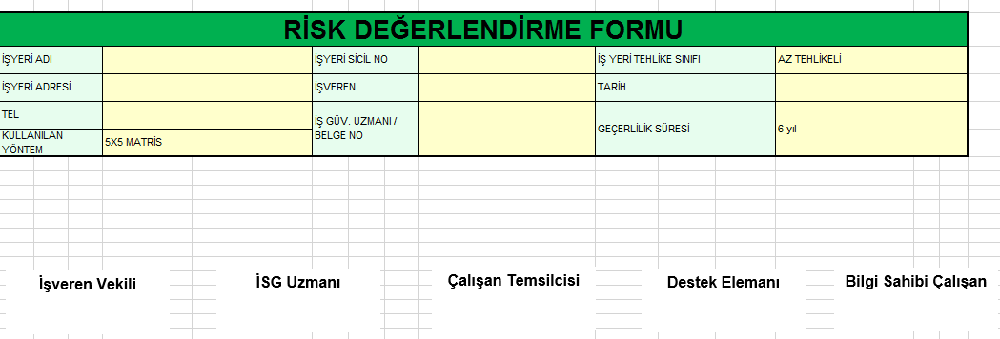 RİSK DEĞERLENDİRME FORMU
İŞYERİ ADI
İŞYERİ SİCİL NO
İŞ YERİ TEHLİKE SINIFI
AZ TEHLİKELİ
İŞYERİ ADRESİ
İŞVEREN
TARİH
TEL
İŞ GÜV. UZMANI /
BELGE NO
GEÇERLİLİK SÜRESİ
6 yıl
KULLANILAN
YÖNTEM
5X5 MATRİS
İşveren Vekili
İSG Uzmanı
Çalışan Temsilcisi
Destek Elemanı
Bilgi Sahibi Çalışan